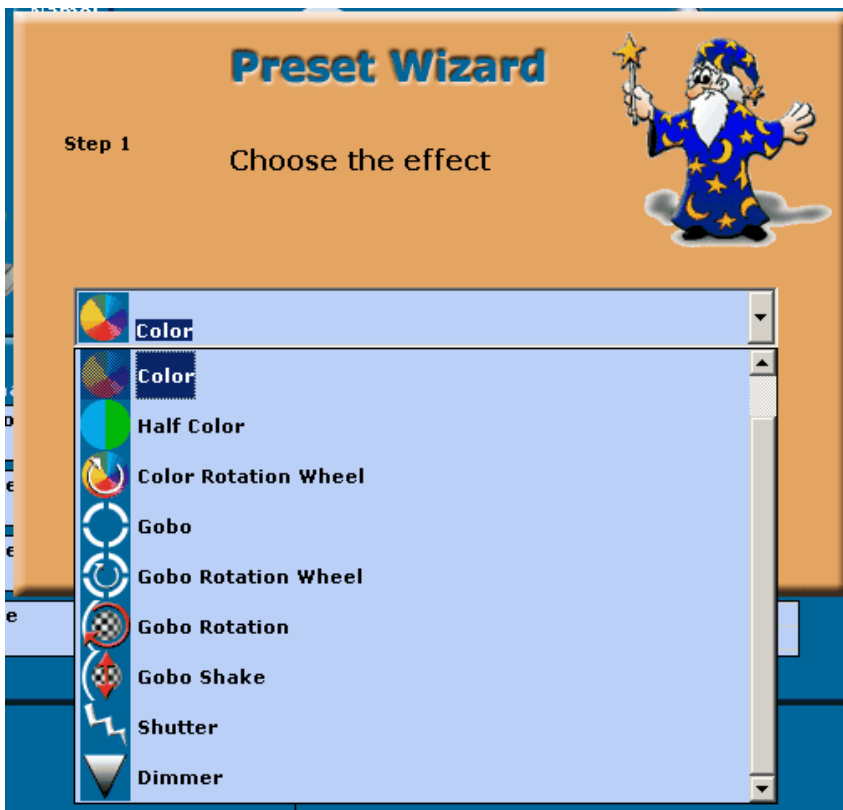 Name:
Preset Wizard
Step 1
Choose the effect
Color
Color
Half Color
Color Rotation Wheel
Gobo
Gobo Rotation Wheel
Gobo Rotation
Gobo Shake
Shutter
Dimmer